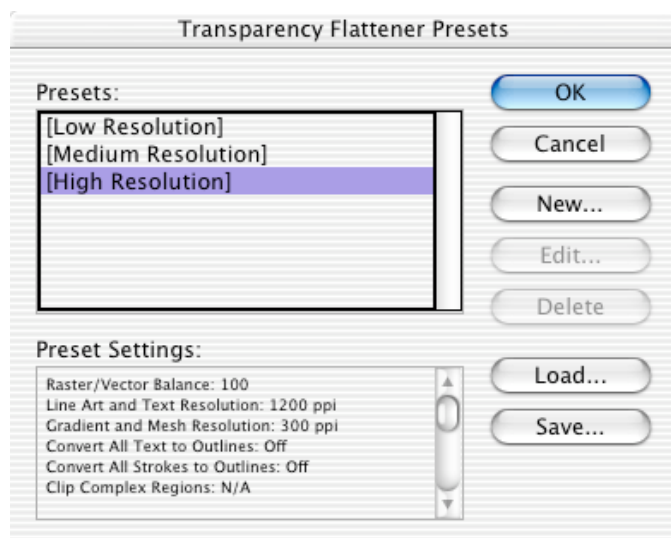 Transparency Flattener Presets
Presets:
[Low Resolution]
[Medium Resolution]
[High Resolution]
OK
Cancel
New...
Edit...
Delete
Preset Settings:
Raster/Vector Balance: 100
Line Art and Text Resolution: 1200 ppi
Gradient and Mesh Resolution: 300 ppi
Convert All Text to Outlines: Off
Convert All Strokes to Outlines: Off
Clip Complex Regions: N/A
Load...
Save...